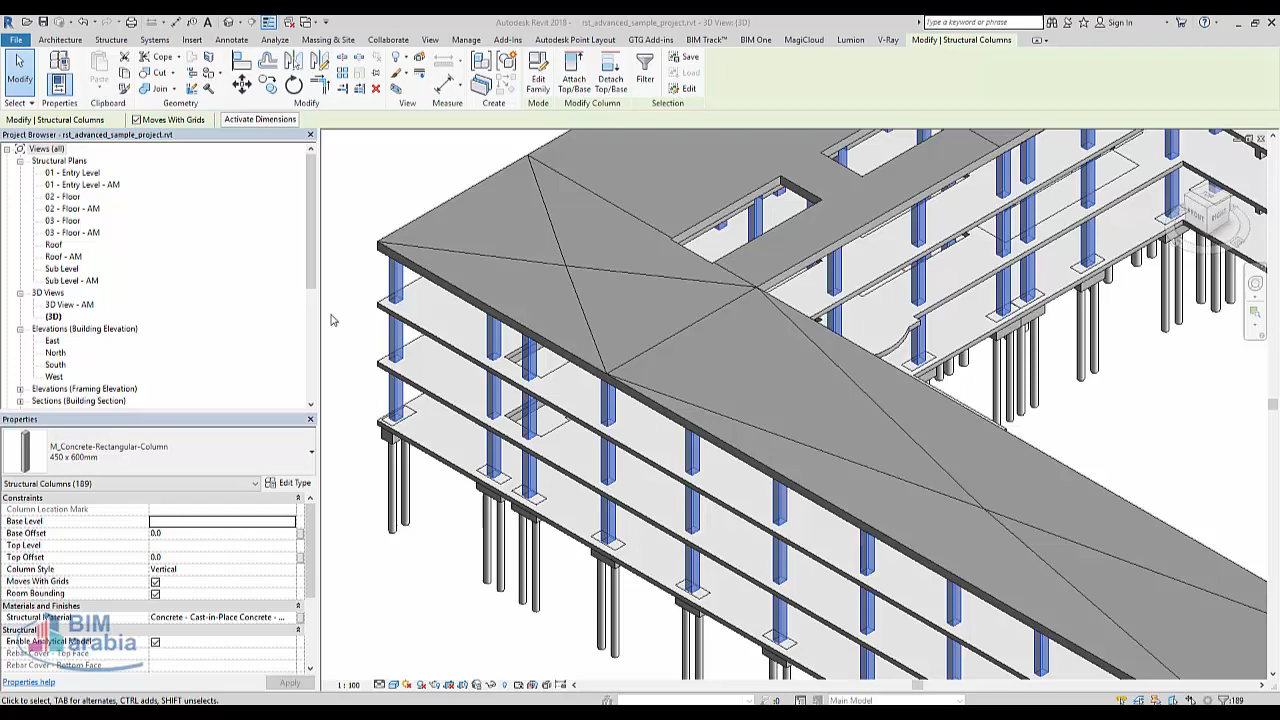 Autodesk Revit 2018 - rst_advanced_sample_project.rvt - 3D View: {3D}
Type a keyword or phrase
Sign In
File Architecture Structure Systems Insert Annotate Analyze Massing & Site Collaborate View Manage Add-Ins Autodesk Point Layout GTG Add-ins BIM Track™ BIM One MagiCloud Lumion V-Ray Modify | Structural Columns
Cope
Save
Cut
Load
Join
Edit
Modify
Paste
Edit Family
Attach Top/Base
Detach Top/Base
Filter
Select Properties Clipboard Geometry Modify View Measure Create Mode Modify Column Selection
Modify | Structural Columns Moves With Grids Activate Dimensions
Project Browser - rst_advanced_sample_project.rvt
Views (all)
Structural Plans
01 - Entry Level
01 - Entry Level - AM
02 - Floor
02 - Floor - AM
03 - Floor
03 - Floor - AM
Roof
Roof - AM
Sub Level
Sub Level - AM
3D Views
3D View - AM
{3D}
Elevations (Building Elevation)
East
North
South
West
Elevations (Framing Elevation)
Sections (Building Section)
TOP
FRONT
RIGHT
Properties
M_Concrete-Rectangular-Column
450 x 600mm
Structural Columns (189) Edit Type
Constraints
Column Location Mark
Base Level
Base Offset 0.0
Top Level
Top Offset 0.0
Column Style Vertical
Moves With Grids
Room Bounding
Materials and Finishes
Structural Material Concrete - Cast-in-Place Concrete - ...
Structural
Enable Analytical Model
Rebar Cover - Top Face
Rebar Cover - Bottom Face
BIM
arabia
Properties help Apply
1 : 100
Click to select, TAB for alternates, CTRL adds, SHIFT unselects.
:0
Main Model
:189